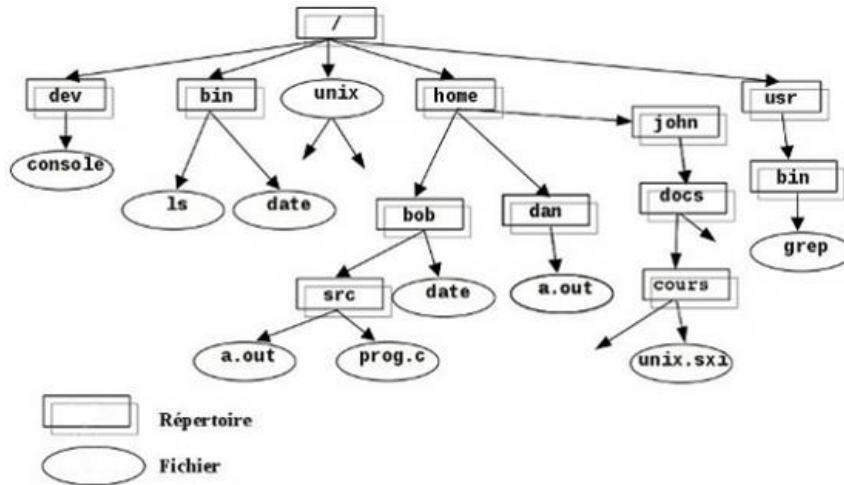 /
dev
bin
unix
home
usr
console
ls
date
john
bob
dan
docs
bin
src
date
a.out
cours
grep
a.out
prog.c
unix.sxi
Répertoire
Fichier